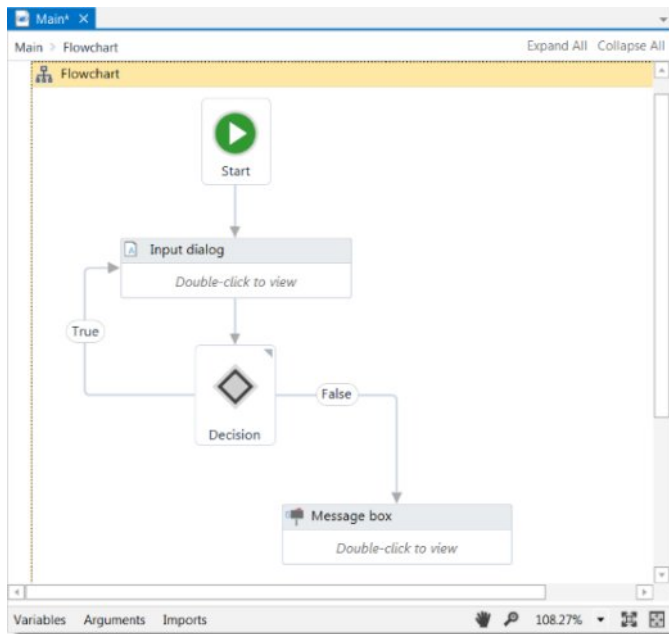 Main*
Main > Flowchart
Expand All Collapse All
Flowchart
Start
Input dialog
Double-click to view
True
False
Decision
Message box
Double-click to view
Variables Arguments Imports
108.27%